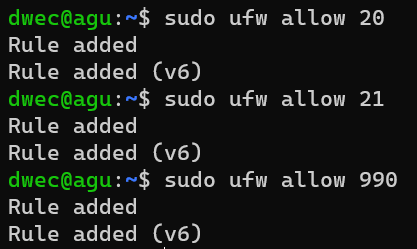 dwec@agu:~$ sudo ufw allow 20
Rule added
Rule added (v6)
dwec@agu:~$ sudo ufw allow 21
Rule added
Rule added (v6)
dwec@agu:~$ sudo ufw allow 990
Rule added
Rule added (v6)